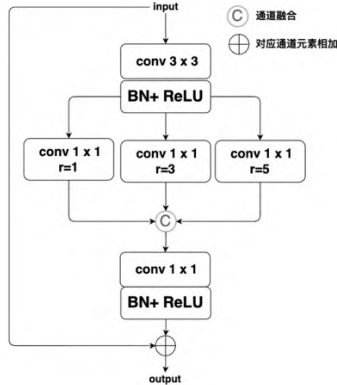 input
C 通道融合
对应通道元素相加
conv 3 x 3
BN+ ReLU
conv 1 x 1
r=1
conv 1 x 1
r=3
conv 1 x 1
r=5
C
conv 1 x 1
BN+ ReLU
output